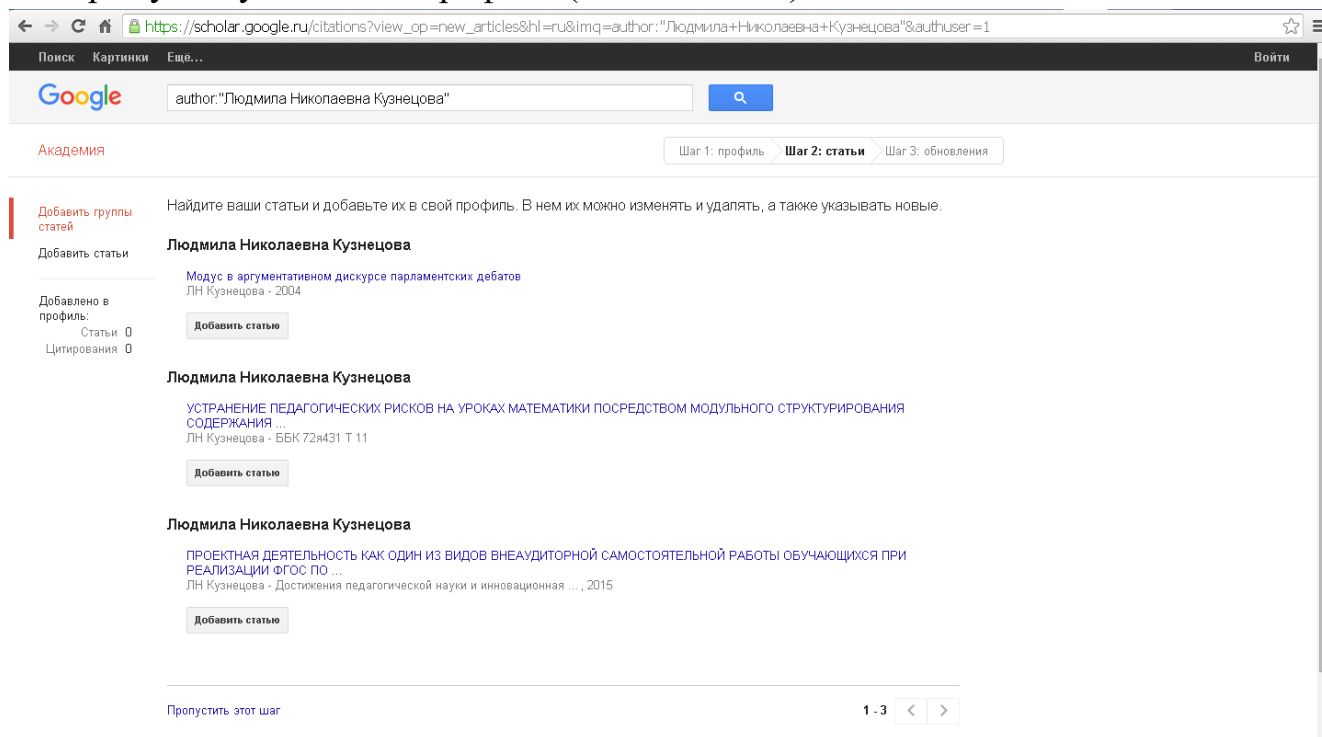 https://scholar.google.ru/citations?view_op=new_articles&hl=ru&imq=author:"Людмила+Николаевна+Кузнецова"&authuser=1
Поиск Картинки Ещё... Войти
Google author:"Людмила Николаевна Кузнецова"
Академия Шаг 1: профиль Шаг 2: статьи Шаг 3: обновления
Добавить группы
статей
Добавить статьи
Добавлено в
профиль:
Статьи 0
Цитирования 0
Найдите ваши статьи и добавьте их в свой профиль. В нем их можно изменять и удалять, а также указывать новые.
Людмила Николаевна Кузнецова
Модус в аргументативном дискурсе парламентских дебатов
ЛН Кузнецова - 2004
Добавить статью
Людмила Николаевна Кузнецова
УСТРАНЕНИЕ ПЕДАГОГИЧЕСКИХ РИСКОВ НА УРОКАХ МАТЕМАТИКИ ПОСРЕДСТВОМ МОДУЛЬНОГО СТРУКТУРИРОВАНИЯ
СОДЕРЖАНИЯ ...
ЛН Кузнецова - ББК 72я431 Т 11
Добавить статью
Людмила Николаевна Кузнецова
ПРОЕКТНАЯ ДЕЯТЕЛЬНОСТЬ КАК ОДИН ИЗ ВИДОВ ВНЕАУДИТОРНОЙ САМОСТОЯТЕЛЬНОЙ РАБОТЫ ОБУЧАЮЩИХСЯ ПРИ
РЕАЛИЗАЦИИ ФГОС ПО ...
ЛН Кузнецова - Достижения педагогической науки и инновационная ..., 2015
Добавить статью
Пропустить этот шаг 1 - 3